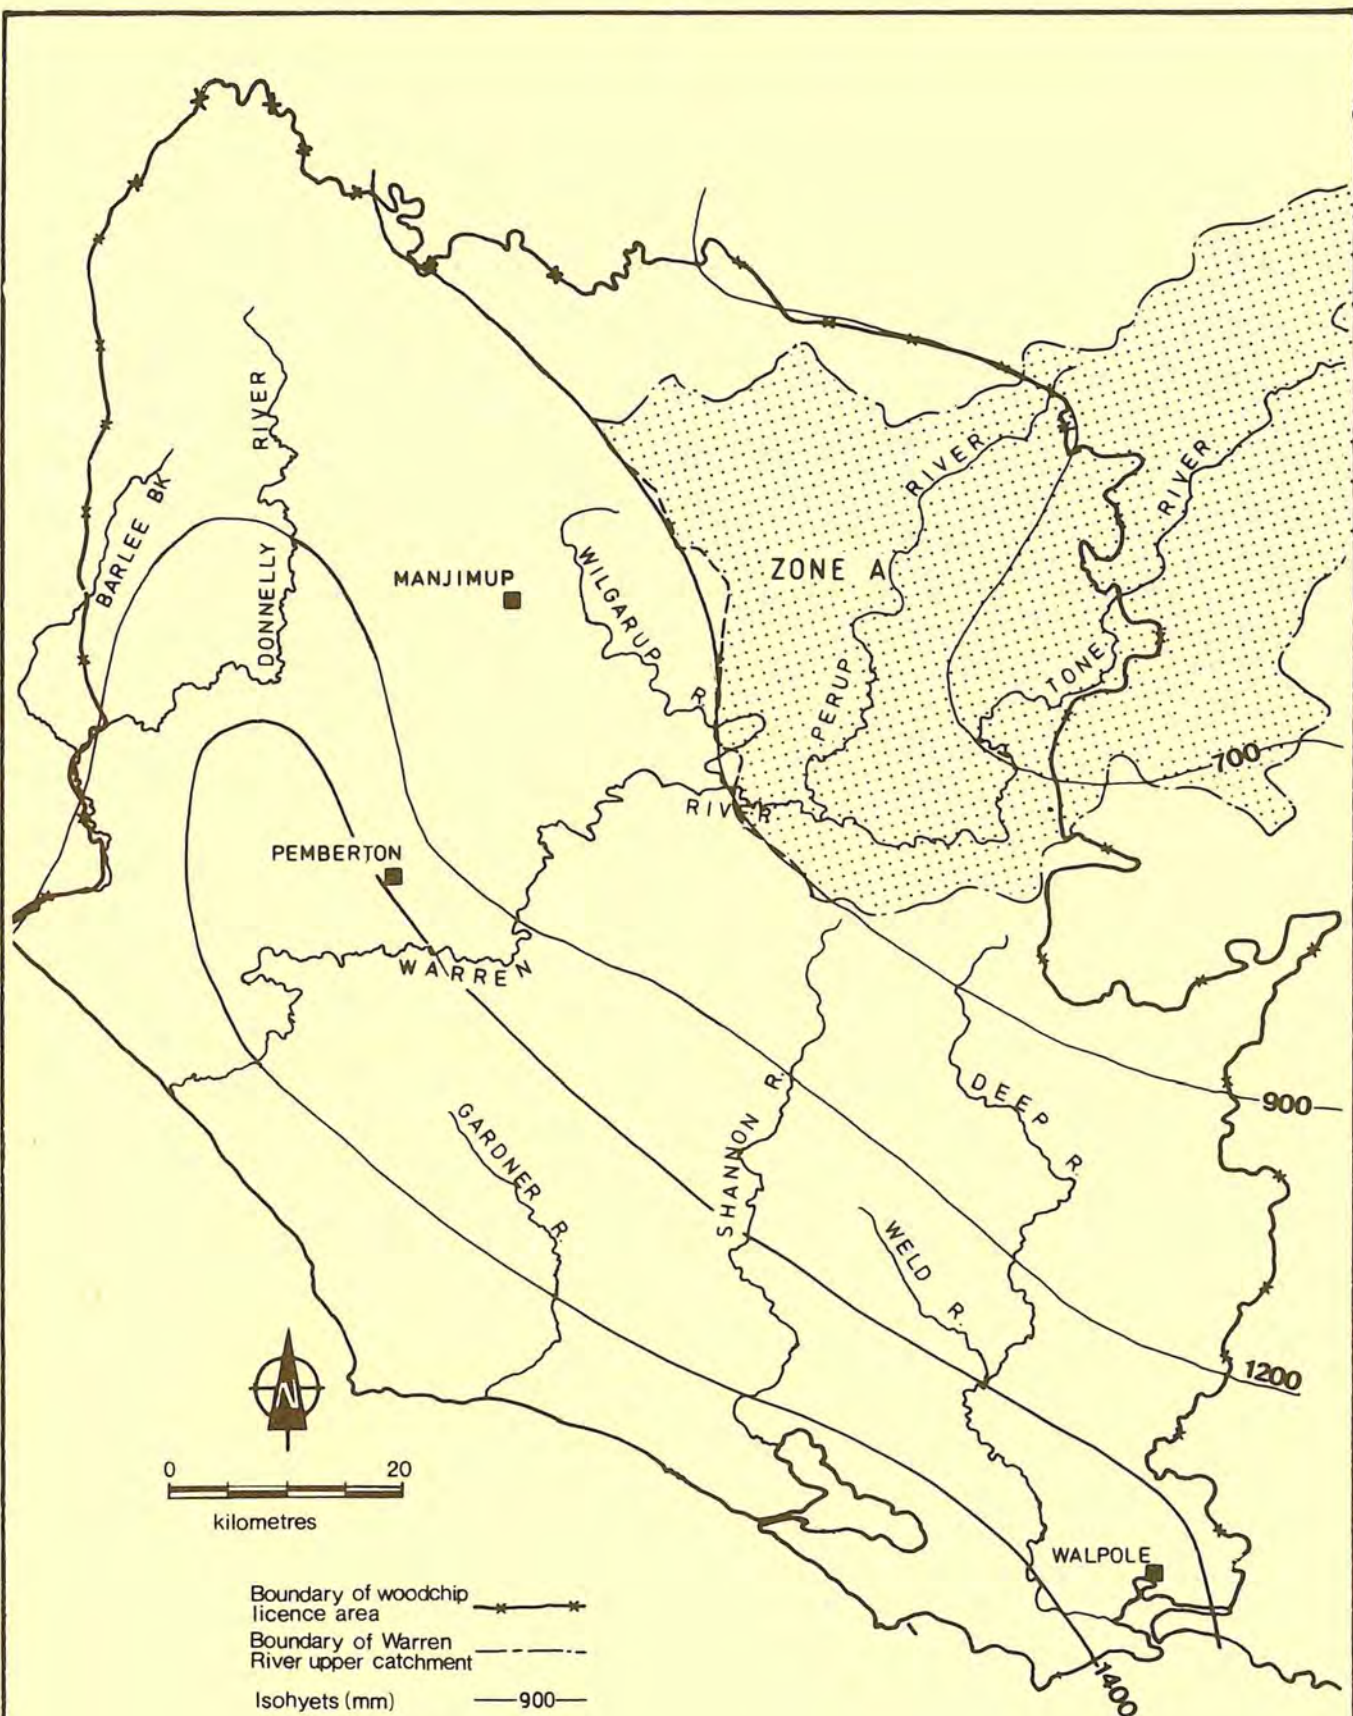 RIVER
BARLEE BK
DONNELLY
MANJIMUP
WILGARUP R.
ZONE A
RIVER
PERUP
RIVER
TONE
700
RIVER
PEMBERTON
WARREN
900
GARDNER R.
SHANNON R.
DEEP R.
WELD R.
1200
N
0 20
kilometres
WALPOLE
1400
Boundary of woodchip
licence area
Boundary of Warren
River upper catchment
Isohyets (mm) 900